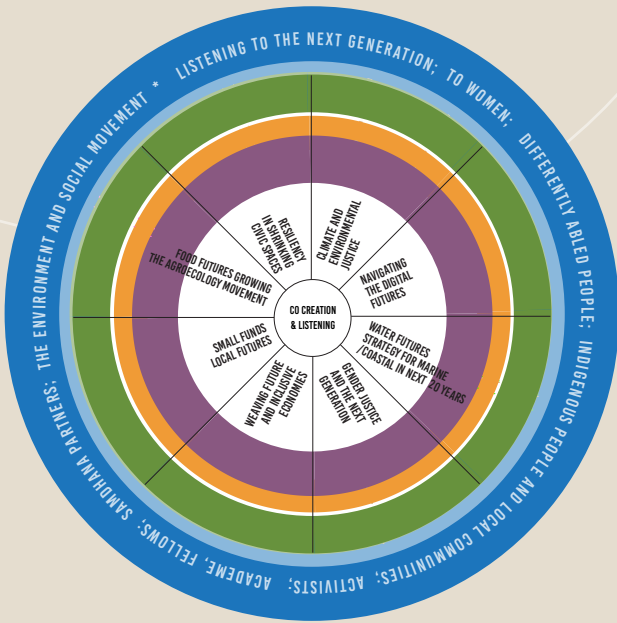 LISTENING TO THE NEXT GENERATION; TO WOMEN; DIFFERENTLY ABLED PEOPLE; INDIGENOUS PEOPLE AND LOCAL COMMUNITIES; ACTIVISTS; ACADEME, FELLOWS; SAMDHANA PARTNERS; THE ENVIRONMENT AND SOCIAL MOVEMENT *
CLIMATE AND
ENVIRONMENTAL
JUSTICE
NAVIGATING
THE DIGITAL
FUTURES
WATER FUTURES
STRATEGY FOR MARINE
/COASTAL IN NEXT 20 YEARS
GENDER JUSTICE
AND THE NEXT
GENERATION
WEAVING FUTURE
AND INCLUSIVE
ECONOMIES
SMALL FUNDS
LOCAL FUTURES
FOOD FUTURES GROWING
THE AGROECOLOGY MOVEMENT
RESILIENCY
IN SHRINKING
CIVIC SPACES
CO CREATION
& LISTENING